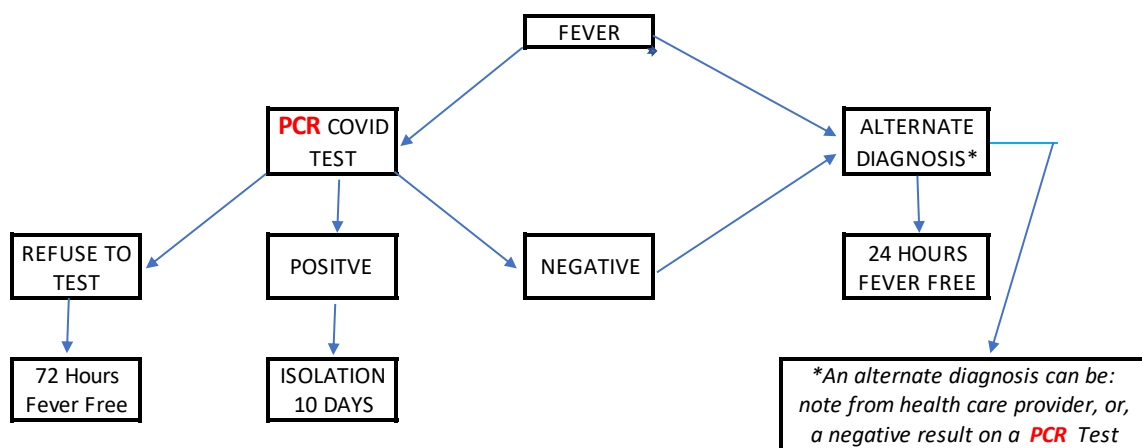 FEVER
PCR COVID
TEST
ALTERNATE
DIAGNOSIS*
REFUSE TO
TEST
POSITVE
NEGATIVE
24 HOURS
FEVER FREE
72 Hours
Fever Free
ISOLATION
10 DAYS
*An alternate diagnosis can be:
note from health care provider, or,
a negative result on a PCR Test